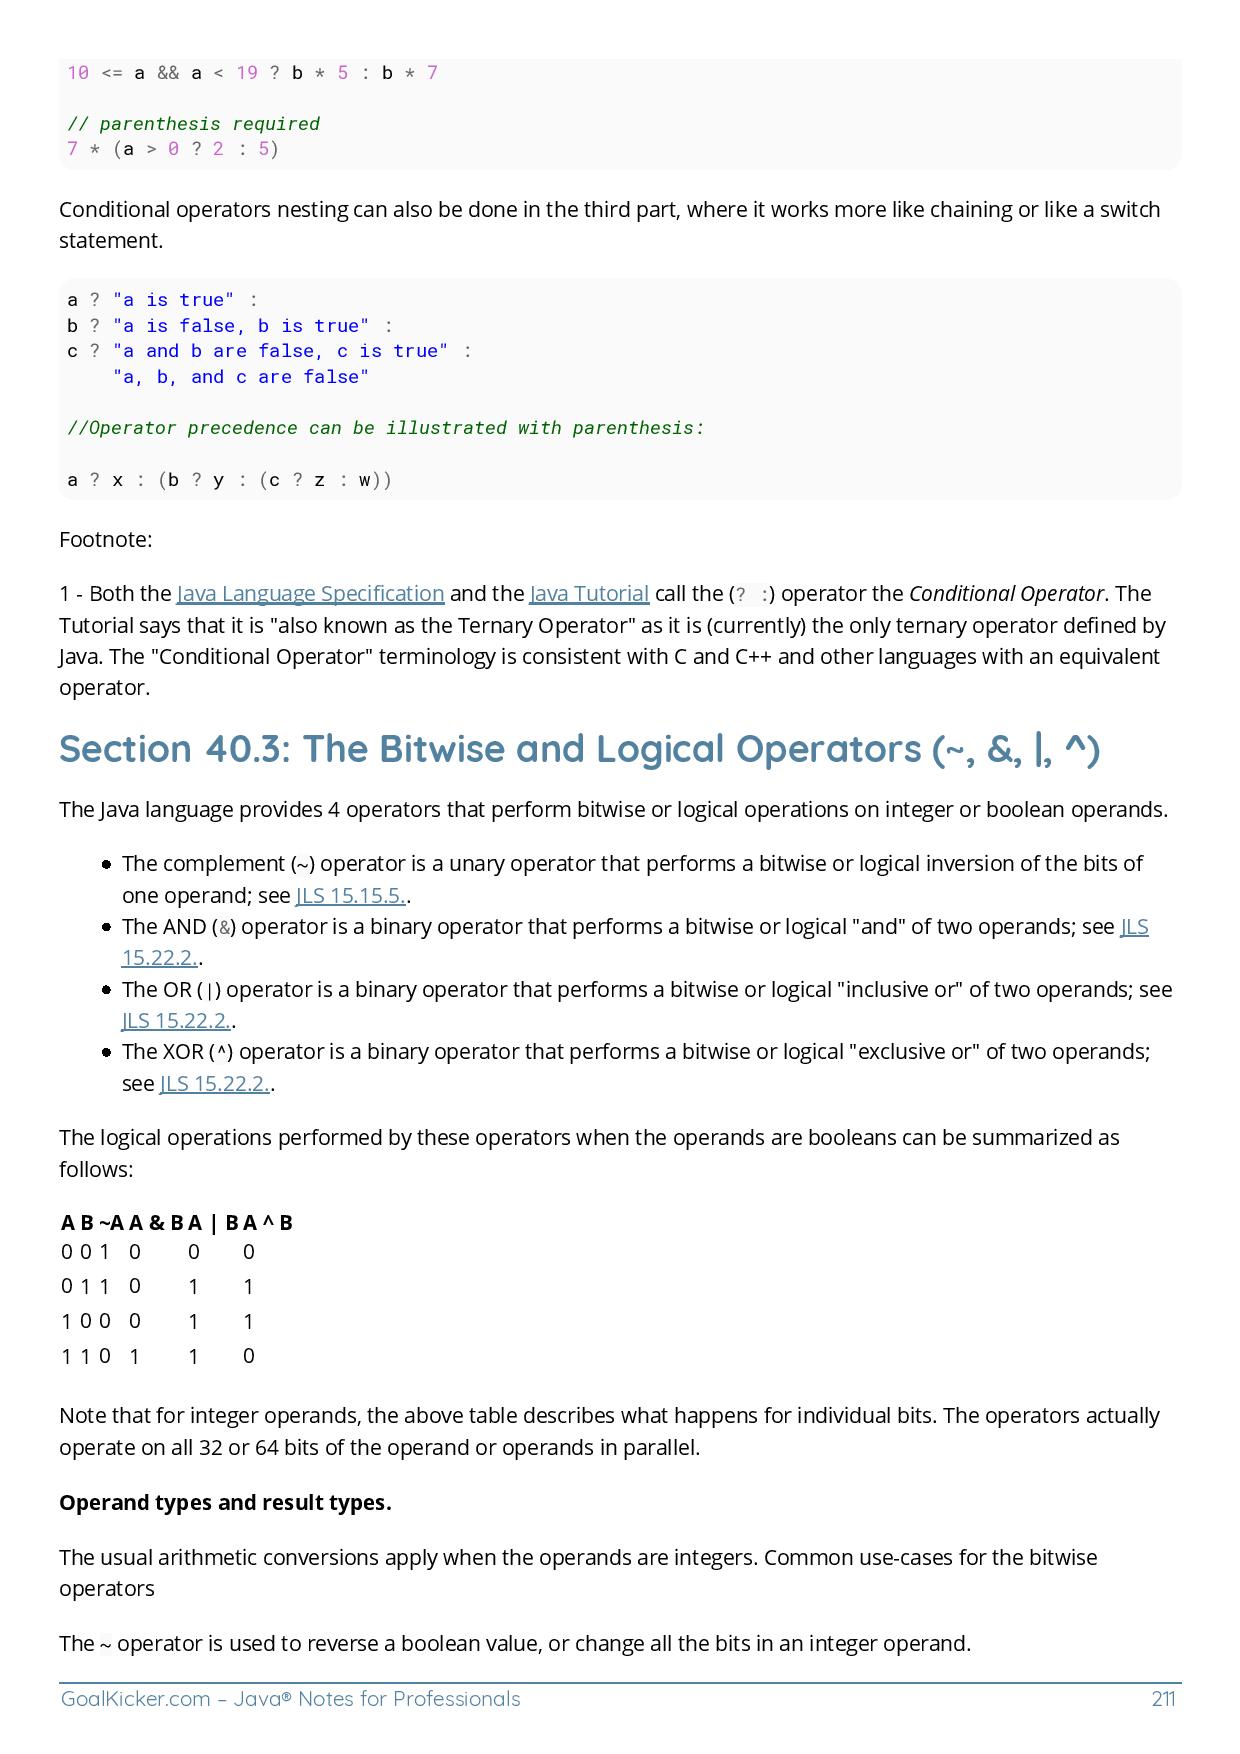 10 <= a && a < 19 ? b * 5 : b * 7
// parenthesis required
7 * (a > 0 ? 2 : 5)
Conditional operators nesting can also be done in the third part, where it works more like chaining or like a switch
statement.
a ? "a is true" :
b ? "a is false, b is true" :
c ? "a and b are false, c is true" :
    "a, b, and c are false"
//Operator precedence can be illustrated with parenthesis:
a ? x : (b ? y : (c ? z : w))
Footnote:
1 - Both the Java Language Specification and the Java Tutorial call the (? :) operator the Conditional Operator. The
Tutorial says that it is "also known as the Ternary Operator" as it is (currently) the only ternary operator defined by
Java. The "Conditional Operator" terminology is consistent with C and C++ and other languages with an equivalent
operator.
Section 40.3: The Bitwise and Logical Operators (~, &, |, ^)
The Java language provides 4 operators that perform bitwise or logical operations on integer or boolean operands.
● The complement (~) operator is a unary operator that performs a bitwise or logical inversion of the bits of
one operand; see JLS 15.15.5..
● The AND (&) operator is a binary operator that performs a bitwise or logical "and" of two operands; see JLS
15.22.2..
● The OR (|) operator is a binary operator that performs a bitwise or logical "inclusive or" of two operands; see
JLS 15.22.2..
● The XOR (^) operator is a binary operator that performs a bitwise or logical "exclusive or" of two operands;
see JLS 15.22.2..
The logical operations performed by these operators when the operands are booleans can be summarized as
follows:
A B ~A A & B A | B A ^ B
0 0 1 0 0 0
0 1 1 0 1 1
1 0 0 0 1 1
1 1 0 1 1 0
Note that for integer operands, the above table describes what happens for individual bits. The operators actually
operate on all 32 or 64 bits of the operand or operands in parallel.
Operand types and result types.
The usual arithmetic conversions apply when the operands are integers. Common use-cases for the bitwise
operators
The ~ operator is used to reverse a boolean value, or change all the bits in an integer operand.
GoalKicker.com – Java® Notes for Professionals 211